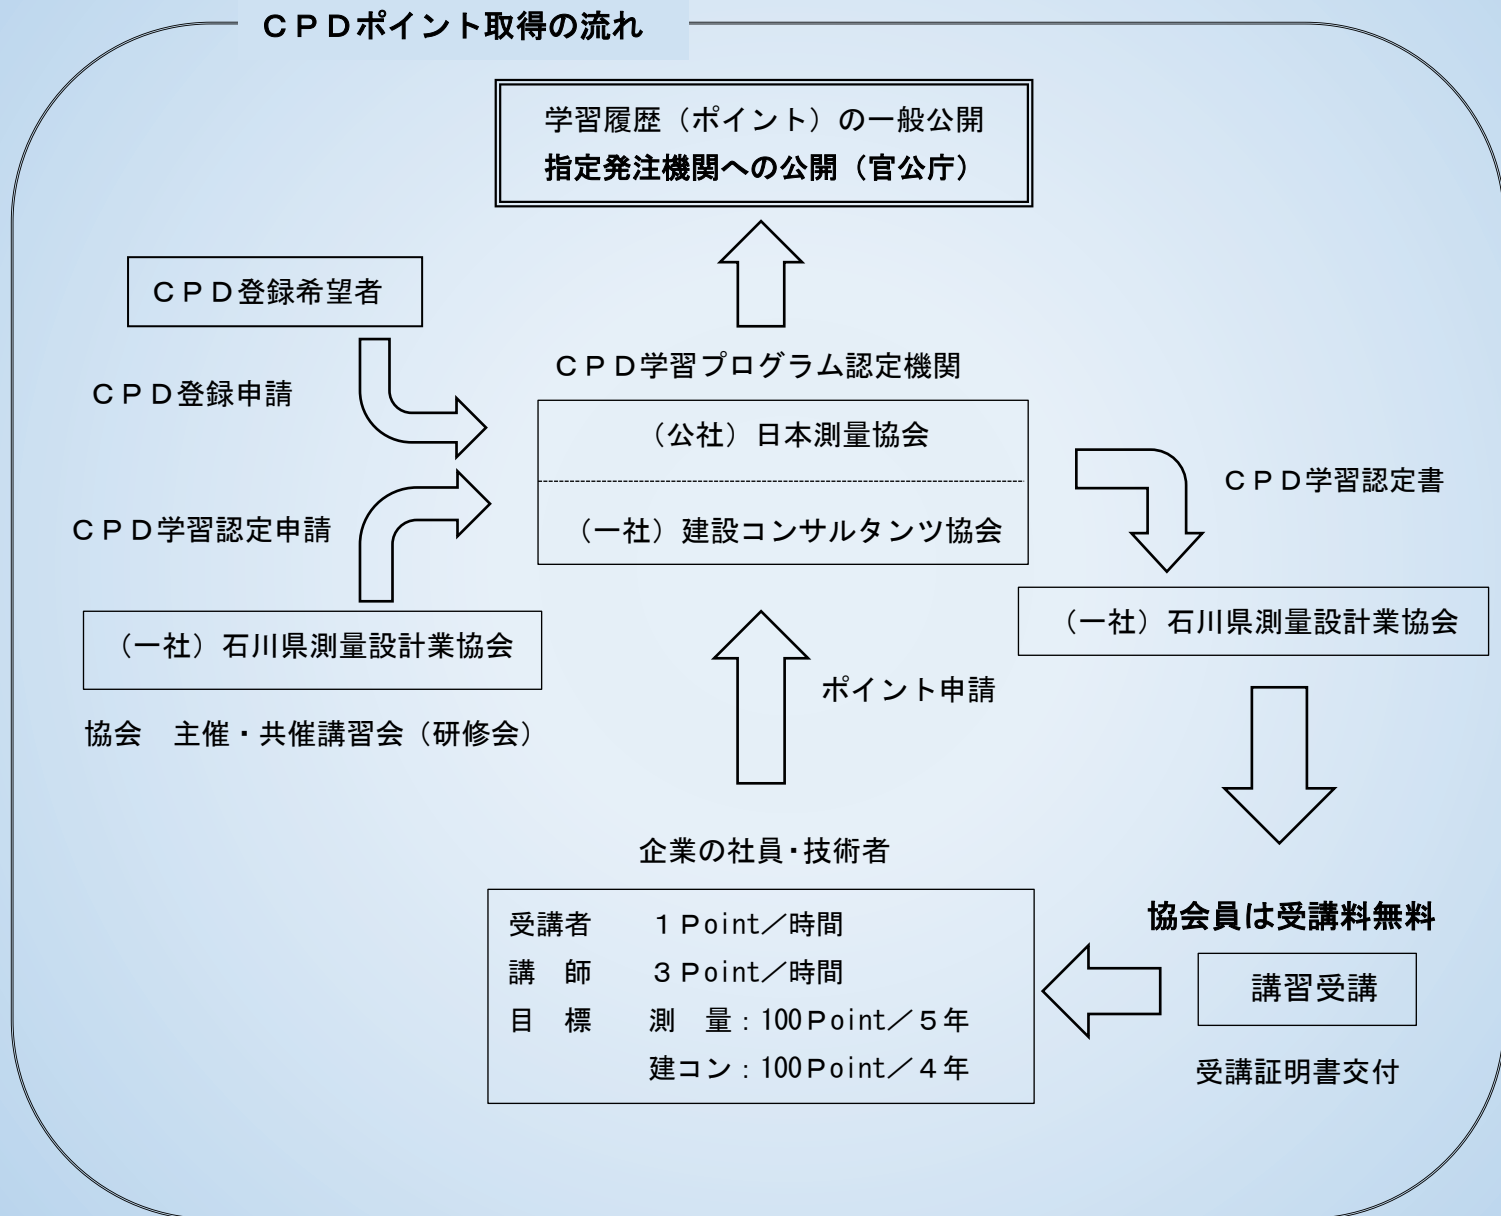 ＣＰＤポイント取得の流れ
学習履歴（ポイント）の一般公開
指定発注機関への公開（官公庁）
ＣＰＤ登録希望者
ＣＰＤ登録申請
ＣＰＤ学習プログラム認定機関
（公社）日本測量協会
（一社）建設コンサルタンツ協会
ＣＰＤ学習認定申請
（一社）石川県測量設計業協会
協会　主催・共催講習会（研修会）
ＣＰＤ学習認定書
（一社）石川県測量設計業協会
ポイント申請
協会員は受講料無料
講習受講
受講証明書交付
企業の社員・技術者
受講者　　１Ｐoint／時間
講　師　　３Ｐoint／時間
目　標　　測　量：100Ｐoint／５年
建コン：100Ｐoint／４年